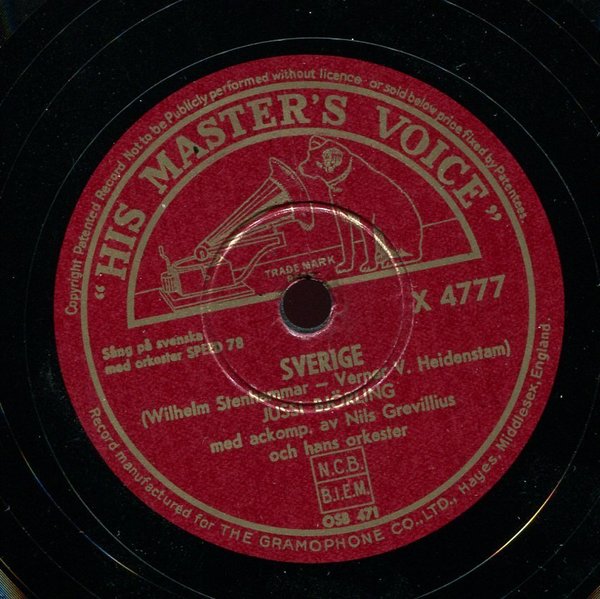 Copyright Patented Record Not to be Publicly performed without licence · or sold below price fixed by Patentees.
“HIS MASTER'S VOICE”
TRADE MARK
X 4777
Sång på svenska
med orkester SPEED 78
SVERIGE
(Wilhelm Stenhammar – Verner V. Heidenstam)
JUSSI BJÖRLING
med ackomp. av Nils Grevillius
och hans orkester
N.C.B.
B.I.E.M.
OSB 471
Record manufactured for THE GRAMOPHONE CO., LTD., Hayes, Middlesex, England.